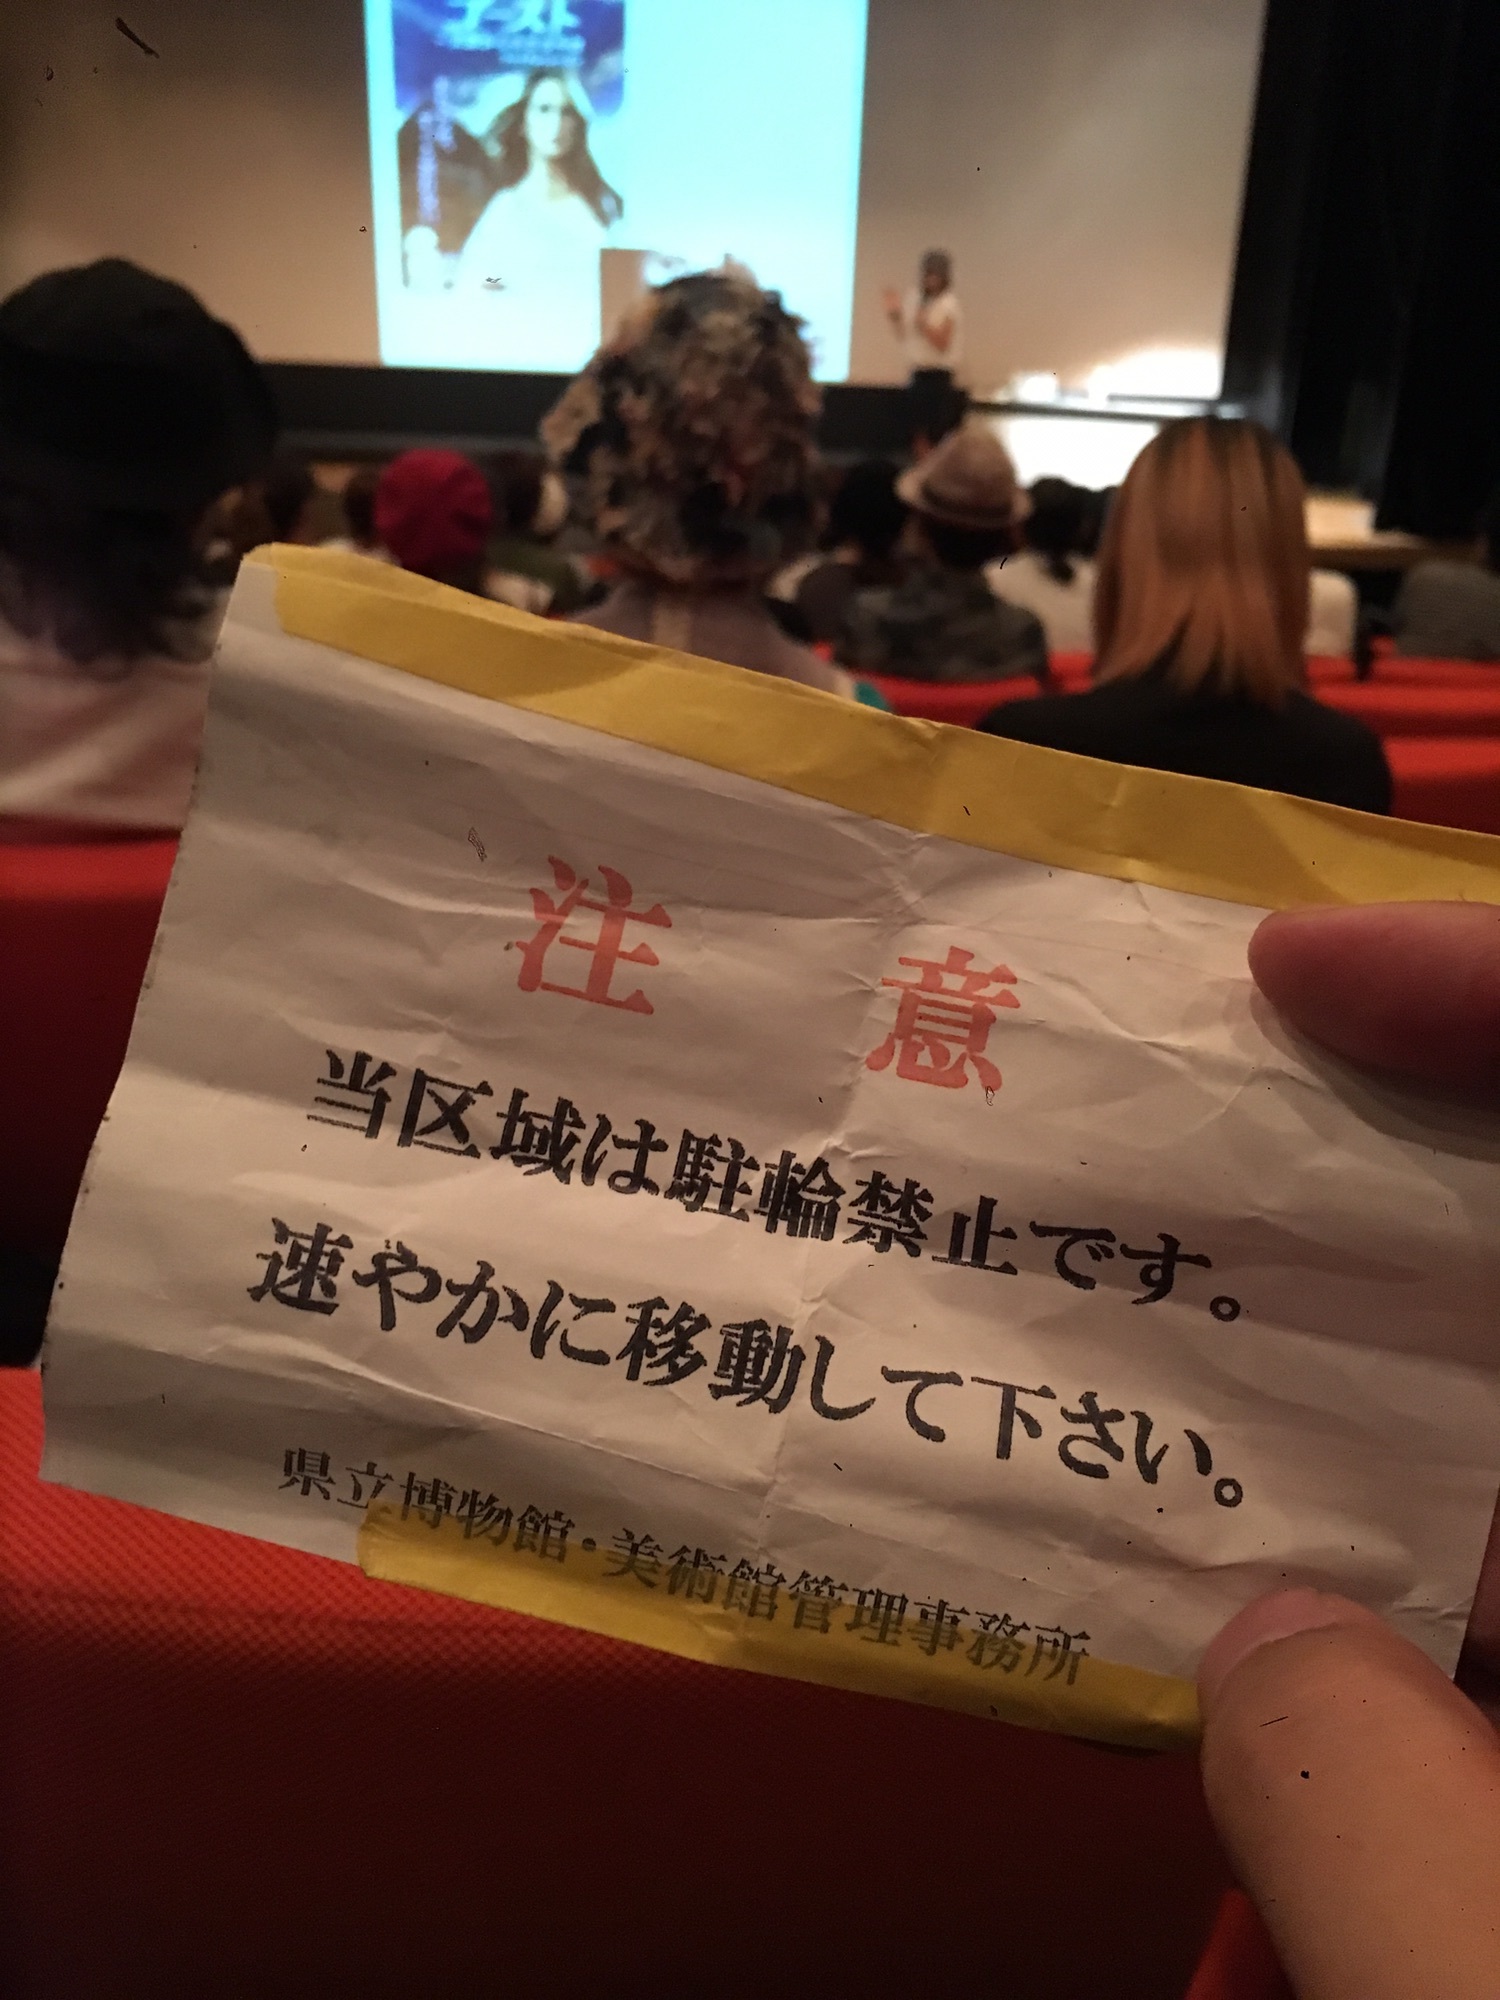 注 意
当区域は駐輪禁止です。
速やかに移動して下さい。
県立博物館・美術館管理事務所